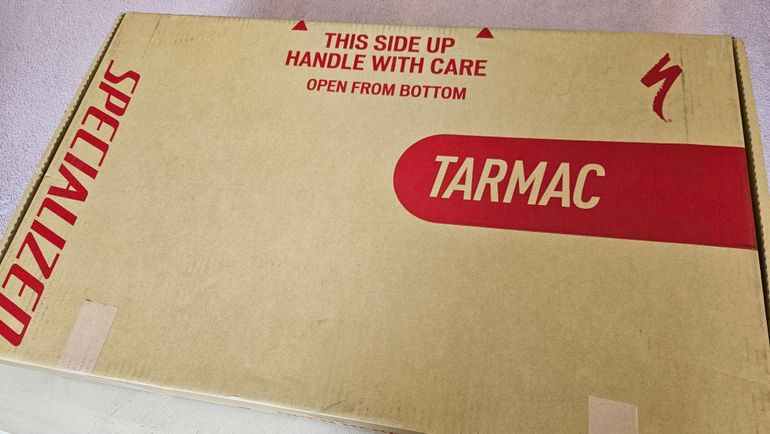 THIS SIDE UP
HANDLE WITH CARE
OPEN FROM BOTTOM
SPECIALIZED
TARMAC